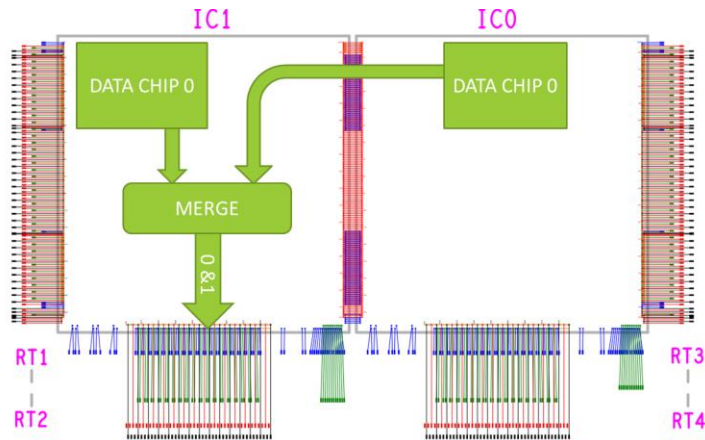 IC1 IC0
DATA CHIP 0 DATA CHIP 0
MERGE
0 &1
RT1 RT3
RT2 RT4